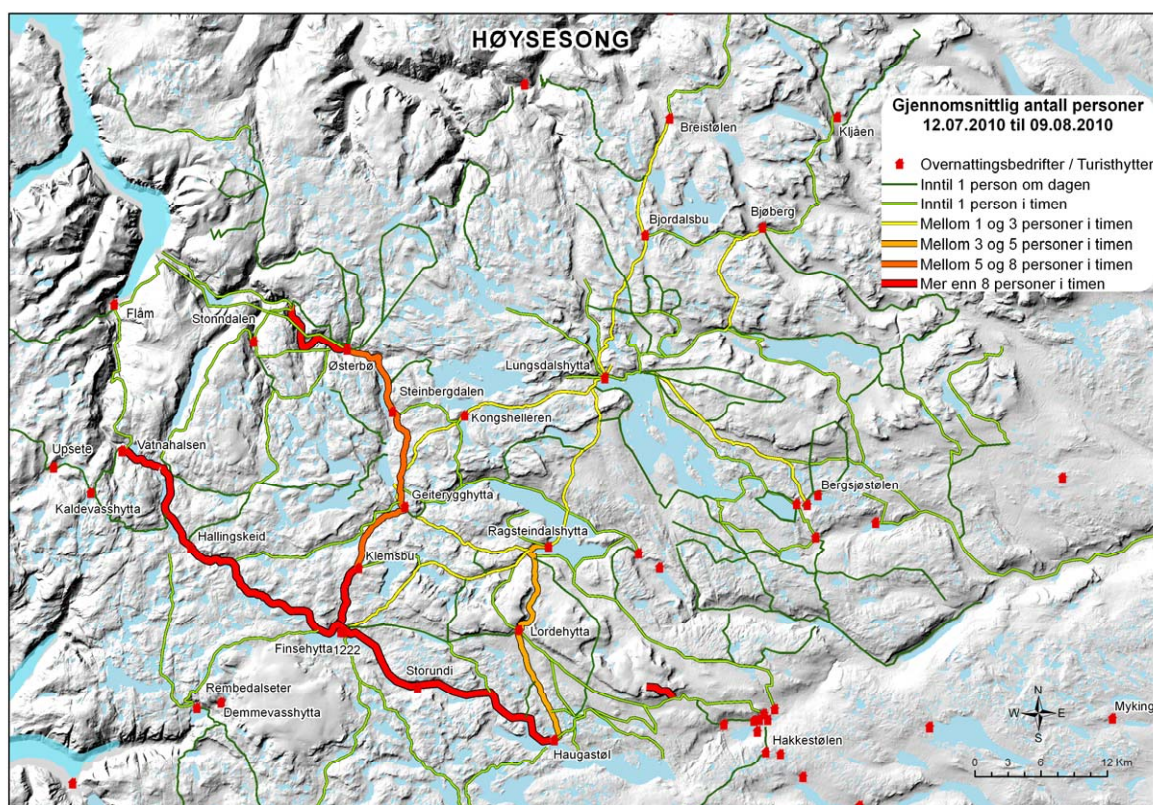 HØYSESONG
Gjennomsnittlig antall personer
12.07.2010 til 09.08.2010
Overnattingsbedrifter / Turisthytter
Inntil 1 person om dagen
Inntil 1 person i timen
Mellom 1 og 3 personer i timen
Mellom 3 og 5 personer i timen
Mellom 5 og 8 personer i timen
Mer enn 8 personer i timen
Breistølen
Kljåen
Bjordalsbu
Bjøberg
Flåm
Stonndalen
Østerbø
Lungsdalshytta
Steinbergdalen
Kongshelleren
Vatnahalsen
Upsete
Kaldevasshytta
Geiterygghytta
Bergsjøstølen
Hallingskeid
Ragsteindalshytta
Klemsbu
Lordehytta
Finsehytta 1222
Storundi
Rembedalseter
Demmevasshytta
Haugastøl
Hakkestølen
Myking
N
W
E
S
0 3 6 12 Km